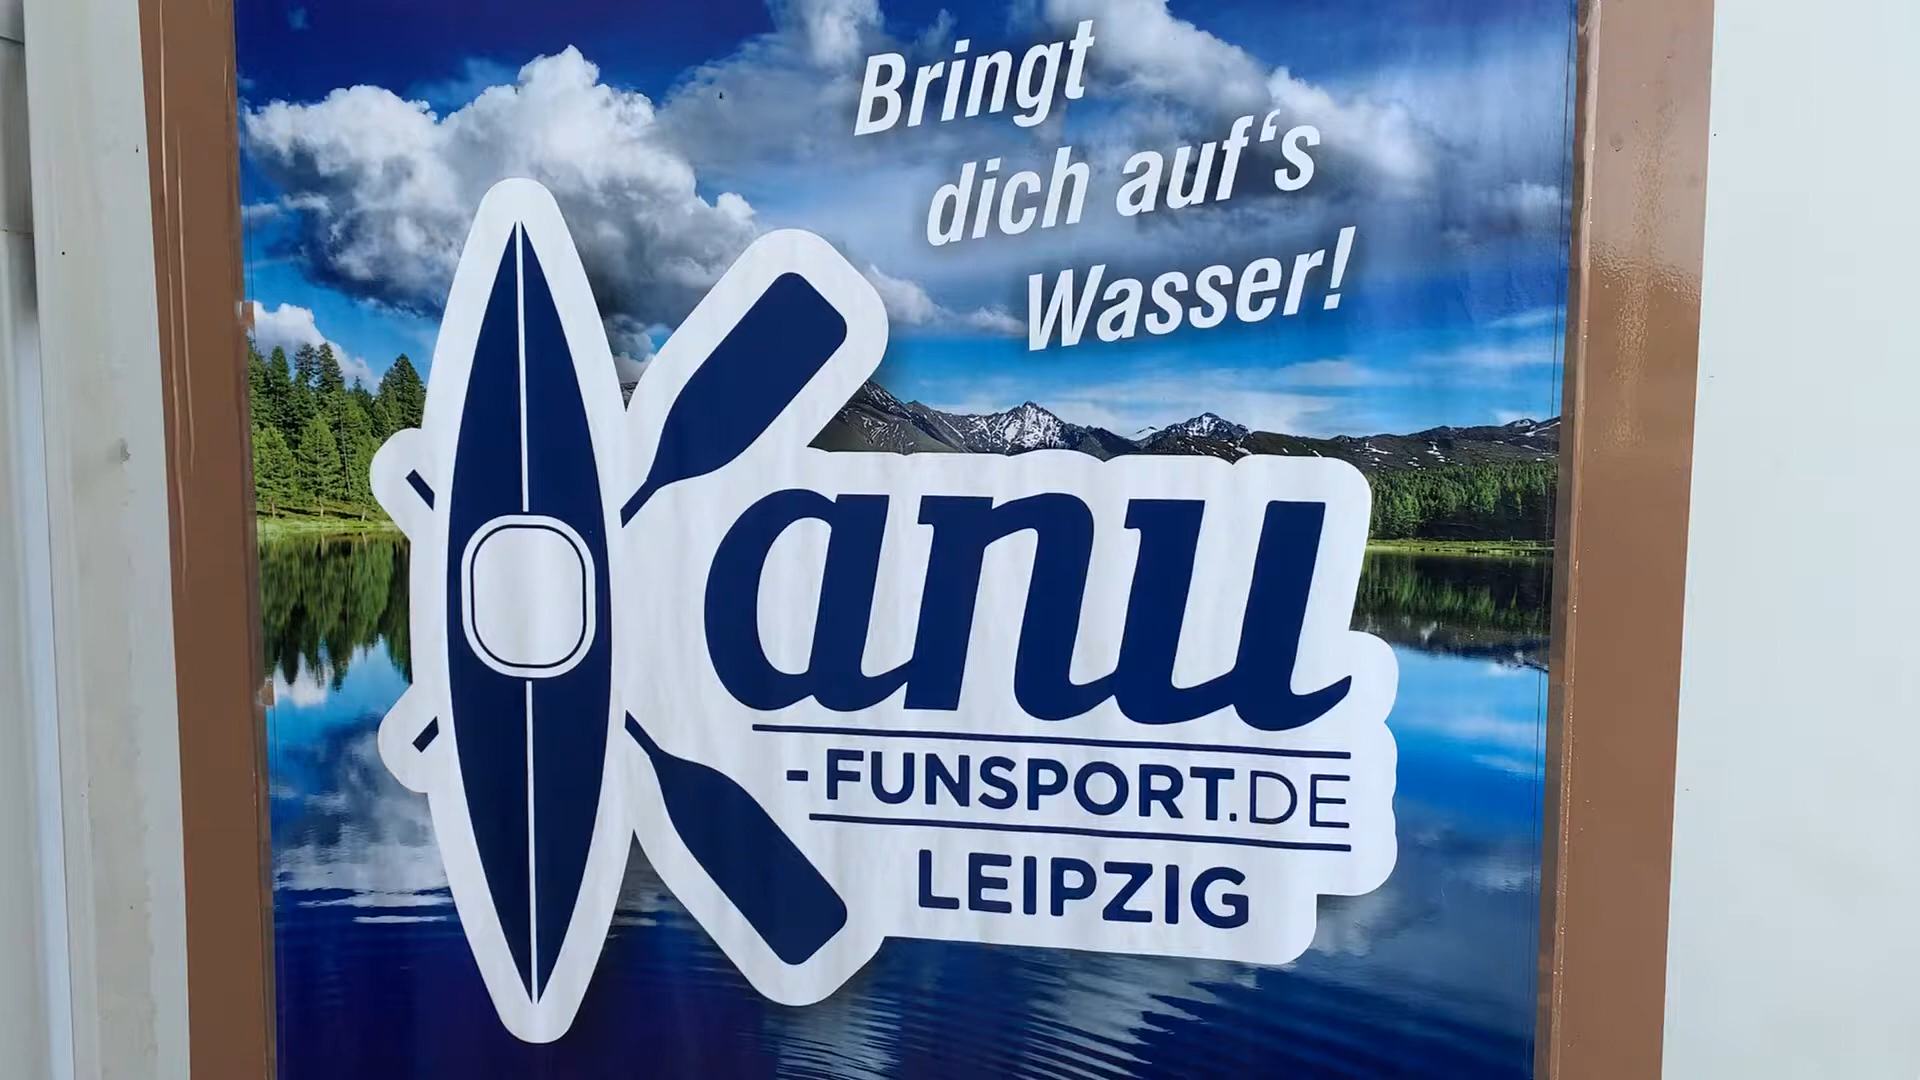 Bringt
dich auf‘s
Wasser!
Kanu
-FUNSPORT.DE
LEIPZIG